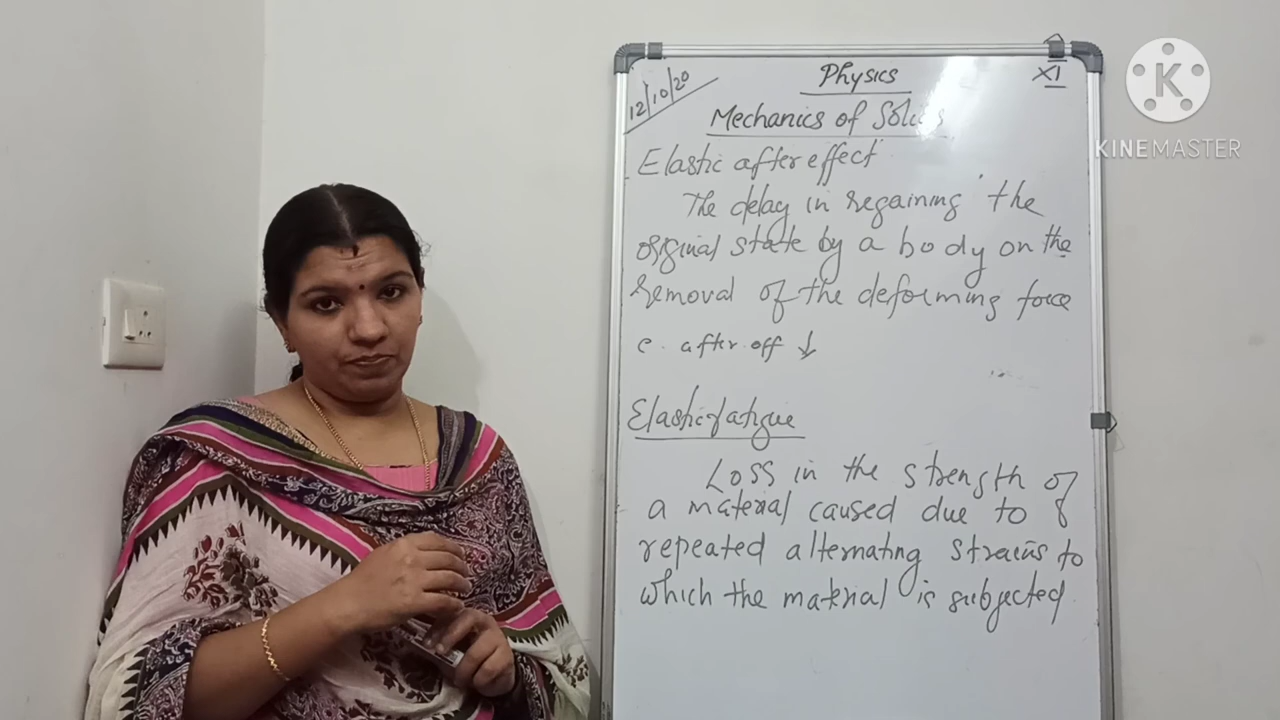 12/10/20
Physics
XI
Mechanics of Solids
Elastic after effect
The delay in regaining the
original state by a body on the
removal of the deforming force
e. after off ↓
Elastic fatigue
Loss in the strength of
a material caused due to
repeated alternating strains to
which the material is subjected
K
KINEMASTER